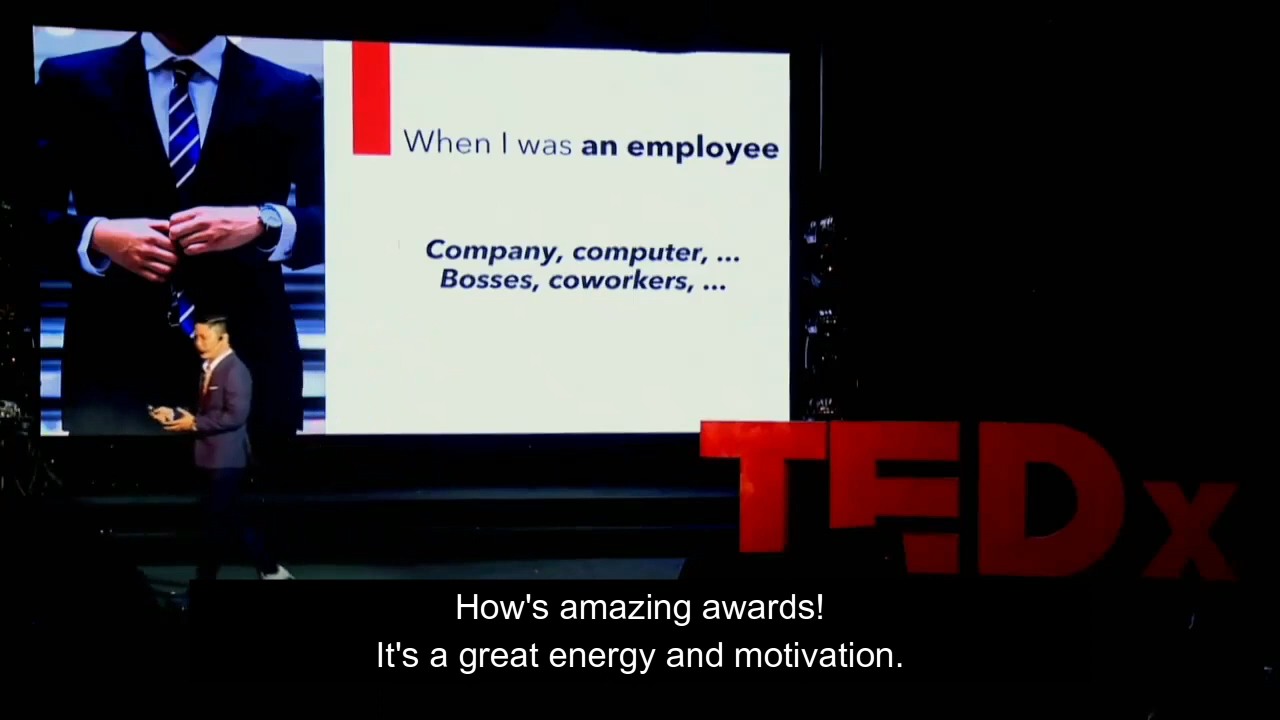 When I was an employee
Company, computer, ...
Bosses, coworkers, ...
TEDx
How's amazing awards!
It's a great energy and motivation.